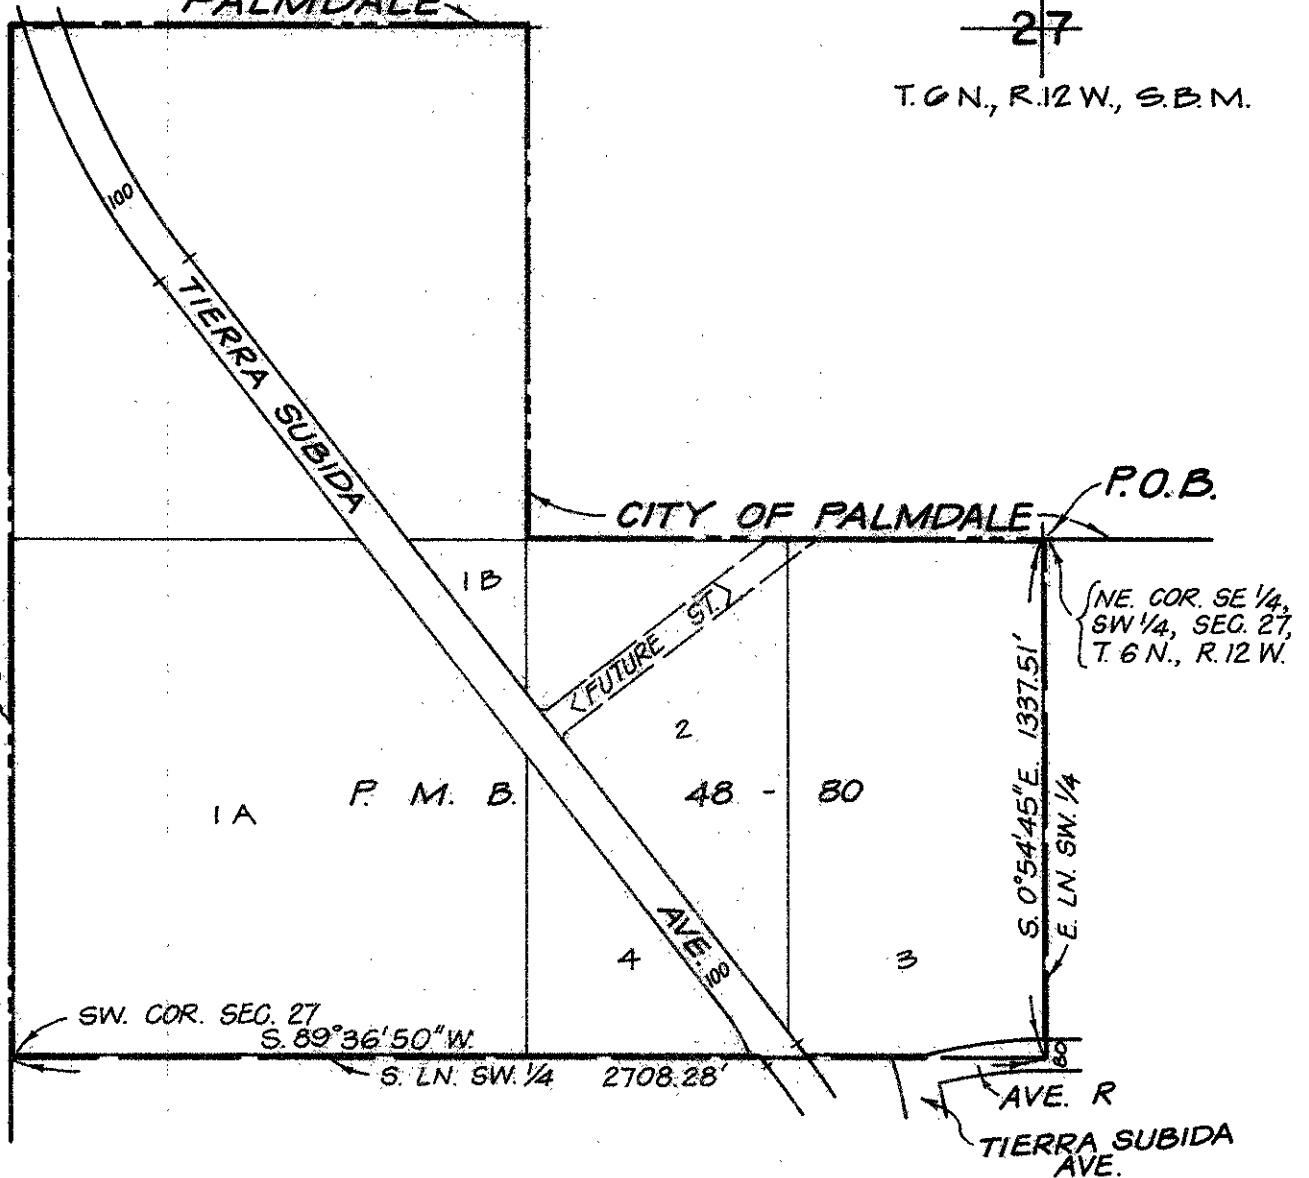 PALMDALE
27
T. 6 N., R. 12 W., S.B.M.
100
TIERRA SUBIDA
P.O.B.
CITY OF PALMDALE
1 B
NE. COR. SE 1/4,
SW 1/4, SEC. 27,
T. 6 N., R. 12 W.
FUTURE ST.
2
S. 0°54'45" E. 1337.51'
E. LN. SW. 1/4
1 A
P. M. B.
48 - 80
AVE.
100
4
3
SW. COR. SEC. 27
S. 89°36'50" W.
S. LN. SW. 1/4 2708.28'
80
AVE. R
TIERRA SUBIDA
AVE.